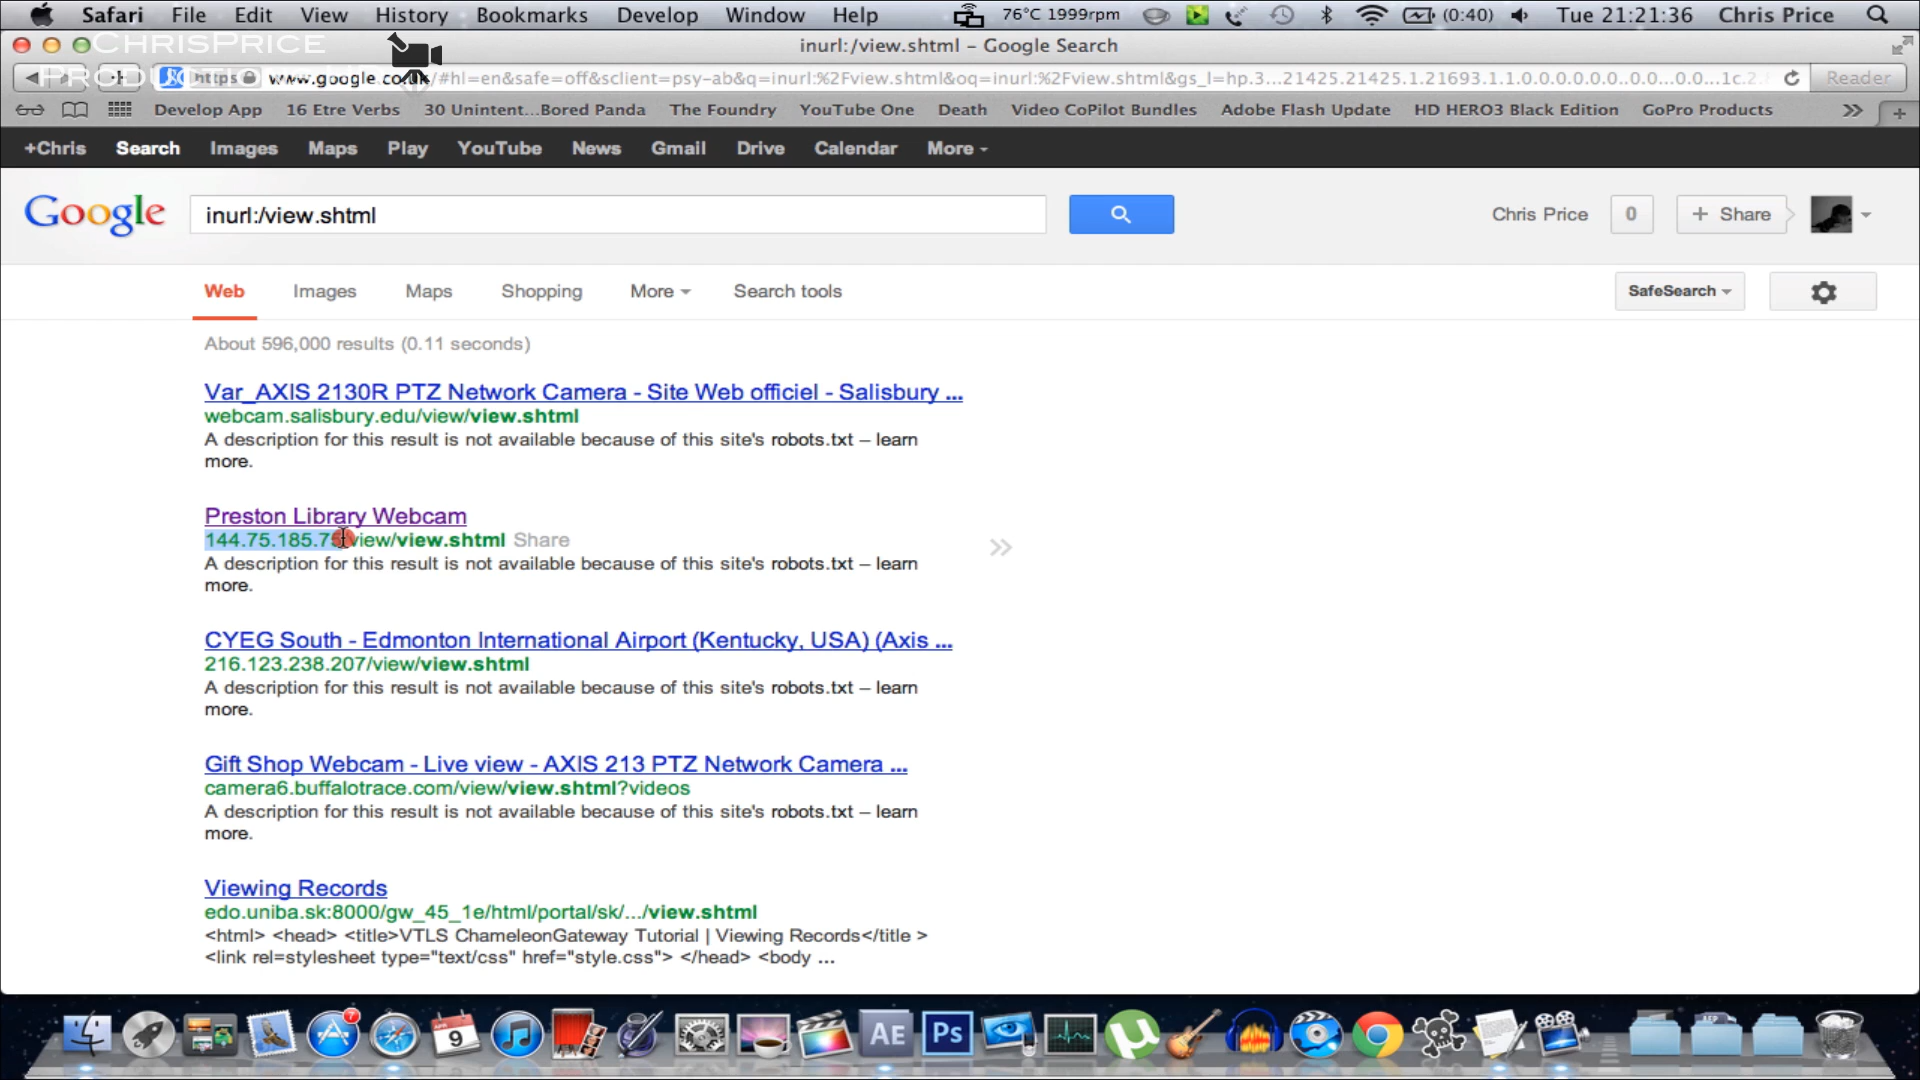 Safari File Edit View History Bookmarks Develop Window Help 76°C 1999rpm (0:40) Tue 21:21:36 Chris Price
CHRISPRICE
inurl:/view.shtml – Google Search
PRODUCTION
https www.google.co.uk/#hl=en&safe=off&sclient=psy-ab&q=inurl:%2Fview.shtml&oq=inurl:%2Fview.shtml&gs_l=hp.3...21425.21425.1.21693.1.1.0.0.0.0.0.0.0..0.0...0.0...1c.2. Reader
Develop App 16 Etre Verbs 30 Unintent...Bored Panda The Foundry YouTube One Death Video CoPilot Bundles Adobe Flash Update HD HERO3 Black Edition GoPro Products
+Chris Search Images Maps Play YouTube News Gmail Drive Calendar More
Google inurl:/view.shtml Chris Price 0 + Share
Web Images Maps Shopping More Search tools SafeSearch
About 596,000 results (0.11 seconds)
Var_AXIS 2130R PTZ Network Camera - Site Web officiel - Salisbury ...
webcam.salisbury.edu/view/view.shtml
A description for this result is not available because of this site's robots.txt – learn
more.
Preston Library Webcam
144.75.185.75/view/view.shtml Share
A description for this result is not available because of this site's robots.txt – learn
more.
CYEG South - Edmonton International Airport (Kentucky, USA) (Axis ...
216.123.238.207/view/view.shtml
A description for this result is not available because of this site's robots.txt – learn
more.
Gift Shop Webcam - Live view - AXIS 213 PTZ Network Camera ...
camera6.buffalotrace.com/view/view.shtml?videos
A description for this result is not available because of this site's robots.txt – learn
more.
Viewing Records
edo.uniba.sk:8000/gw_45_1e/html/portal/sk/.../view.shtml
<html> <head> <title>VTLS ChameleonGateway Tutorial | Viewing Records</title >
<link rel=stylesheet type="text/css" href="style.css"> </head> <body ...
7 APR 9 AE Ps